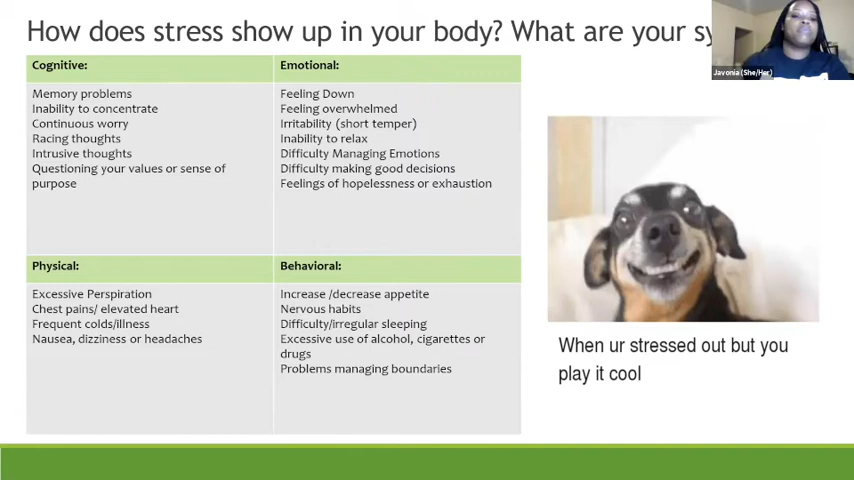 How does stress show up in your body? What are your sy
Javonia (She/Her)
Cognitive:
Memory problems
Inability to concentrate
Continuous worry
Racing thoughts
Intrusive thoughts
Questioning your values or sense of
purpose
Emotional:
Feeling Down
Feeling overwhelmed
Irritability (short temper)
Inability to relax
Difficulty Managing Emotions
Difficulty making good decisions
Feelings of hopelessness or exhaustion
Physical:
Excessive Perspiration
Chest pains/ elevated heart
Frequent colds/illness
Nausea, dizziness or headaches
Behavioral:
Increase /decrease appetite
Nervous habits
Difficulty/irregular sleeping
Excessive use of alcohol, cigarettes or
drugs
Problems managing boundaries
When ur stressed out but you
play it cool